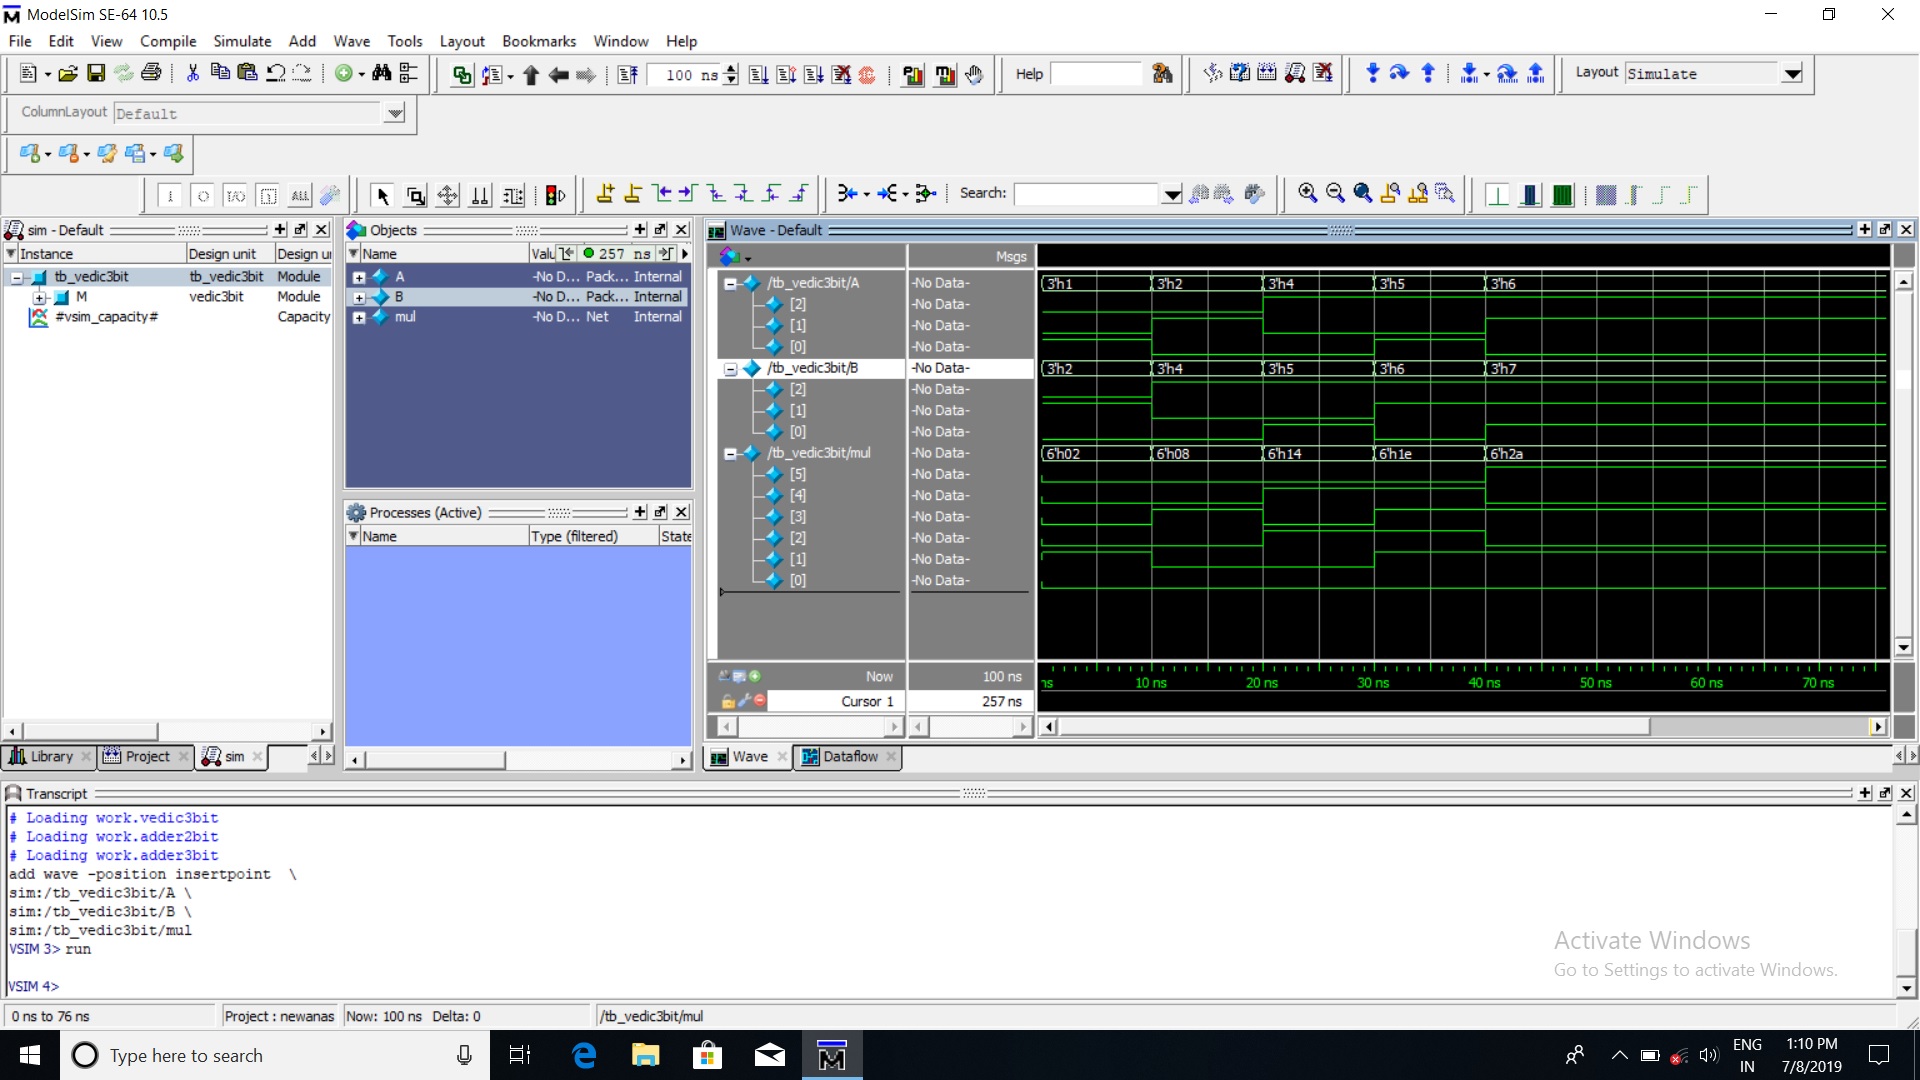 ModelSim SE-64 10.5
File Edit View Compile Simulate Add Wave Tools Layout Bookmarks Window Help
100 ns Help Layout Simulate
ColumnLayout Default
Search:
sim - Default
Instance Design unit Design u
tb_vedic3bit tb_vedic3bit Module
M vedic3bit Module
#vsim_capacity# Capacity
Library Project sim
Objects
Name Valu 257 ns
A -No D... Pack... Internal
B -No D... Pack... Internal
mul -No D... Net Internal
Processes (Active)
Name Type (filtered) State
Wave - Default
Msgs
/tb_vedic3bit/A -No Data- 3'h1 3'h2 3'h4 3'h5 3'h6
[2] -No Data-
[1] -No Data-
[0] -No Data-
/tb_vedic3bit/B -No Data- 3'h2 3'h4 3'h5 3'h6 3'h7
[2] -No Data-
[1] -No Data-
[0] -No Data-
/tb_vedic3bit/mul -No Data- 6'h02 6'h08 6'h14 6'h1e 6'h2a
[5] -No Data-
[4] -No Data-
[3] -No Data-
[2] -No Data-
[1] -No Data-
[0] -No Data-
Now 100 ns
ns 10 ns 20 ns 30 ns 40 ns 50 ns 60 ns 70 ns
Cursor 1 257 ns
Wave Dataflow
Transcript
# Loading work.vedic3bit
# Loading work.adder2bit
# Loading work.adder3bit
add wave -position insertpoint \
sim:/tb_vedic3bit/A \
sim:/tb_vedic3bit/B \
sim:/tb_vedic3bit/mul
VSIM 3> run
VSIM 4>
Activate Windows
Go to Settings to activate Windows.
0 ns to 76 ns Project : newanas Now: 100 ns Delta: 0 /tb_vedic3bit/mul
Type here to search
ENG
IN
1:10 PM
7/8/2019